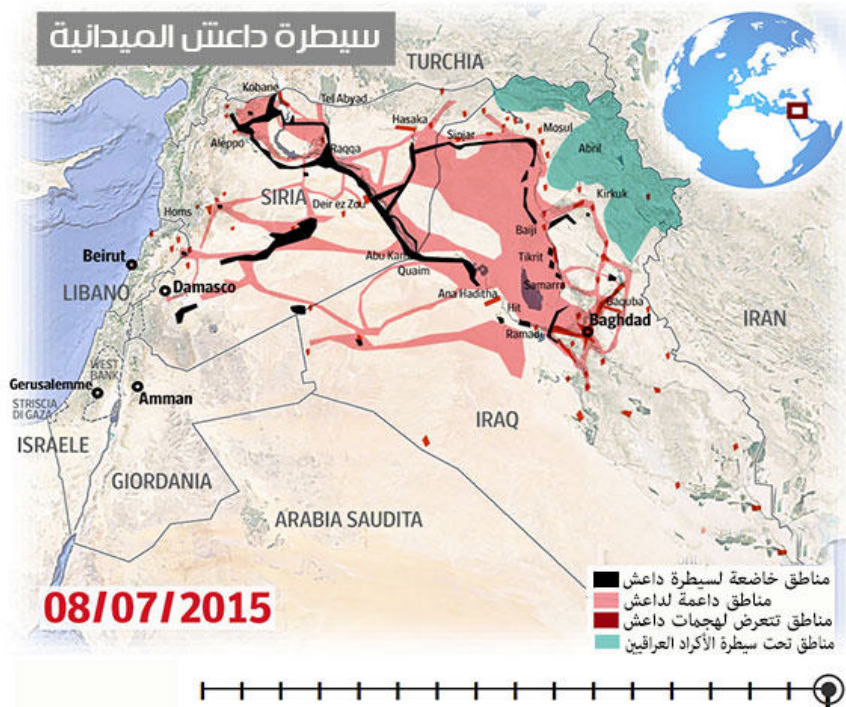 سيطرة داعش الميدانية
TURCHIA
Kobane
Tel Abyad
Hasaka
Sinjar
Mosul
Aleppo
Raqqa
Abril
SIRIA
Deir ez Zou
Kirkuk
Homs
Baiji
Beirut
Abu Kam
Tikrit
Quaim
LIBANO
Damasco
Ana Haditha
Samarra
Hit
Baquba
Baghdad
IRAN
Ramadi
WEST
BANK
Gerusalemme
STRISCIA
DI GAZA
Amman
IRAQ
ISRAELE
GIORDANIA
ARABIA SAUDITA
مناطق خاضعة لسيطرة داعش
مناطق داعمة لداعش
مناطق تتعرض لهجمات داعش
مناطق تحت سيطرة الأكراد العراقيين
08/07/2015